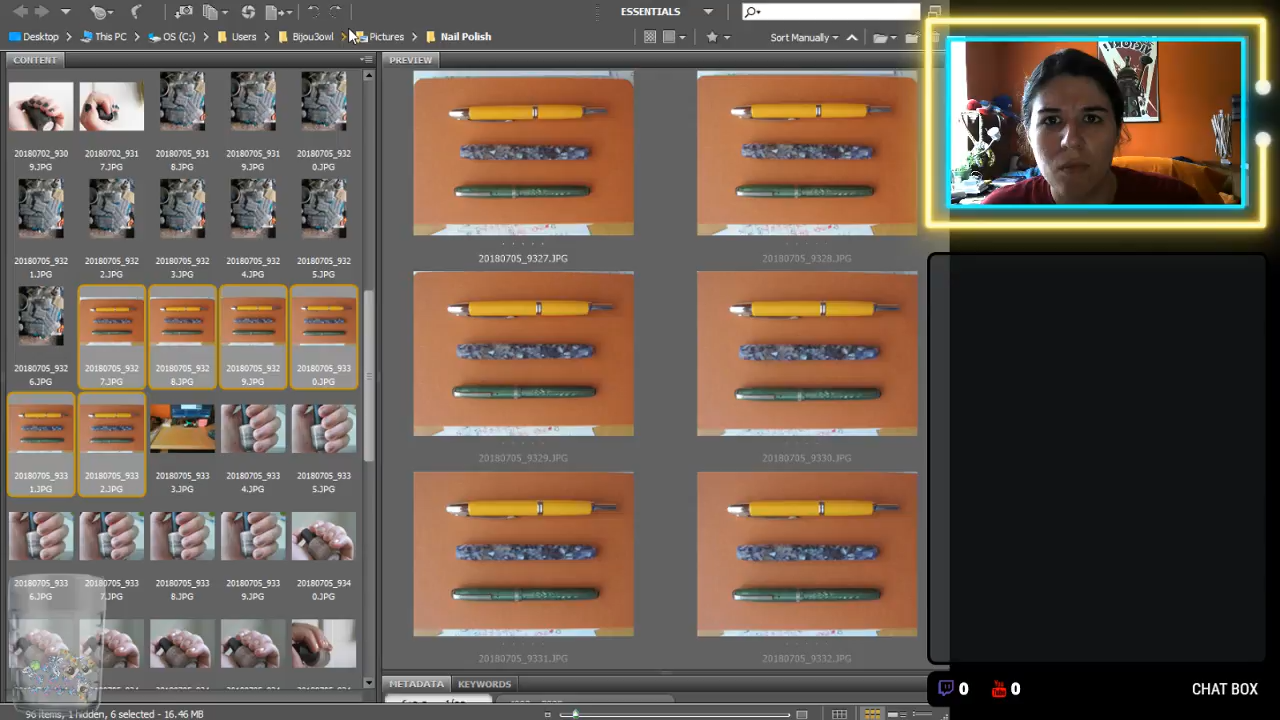 ESSENTIALS
Desktop
This PC
OS (C:)
Users
Bijou3owl
Pictures
Nail Polish
Sort Manually
CONTENT
PREVIEW
20180702_930
9.JPG
20180702_931
7.JPG
20180705_931
8.JPG
20180705_931
9.JPG
20180705_932
0.JPG
20180705_932
1.JPG
20180705_932
2.JPG
20180705_932
3.JPG
20180705_932
4.JPG
20180705_932
5.JPG
20180705_932
6.JPG
20180705_932
7.JPG
20180705_932
8.JPG
20180705_932
9.JPG
20180705_933
0.JPG
20180705_933
1.JPG
20180705_933
2.JPG
20180705_933
3.JPG
20180705_933
4.JPG
20180705_933
5.JPG
20180705_933
6.JPG
20180705_933
7.JPG
20180705_933
8.JPG
20180705_933
9.JPG
20180705_934
0.JPG
20180705_9327.JPG
20180705_9328.JPG
20180705_9329.JPG
20180705_9330.JPG
20180705_9331.JPG
20180705_9332.JPG
METADATA
KEYWORDS
96 items, 1 hidden, 6 selected - 16.46 MB
0
You
0
CHAT BOX